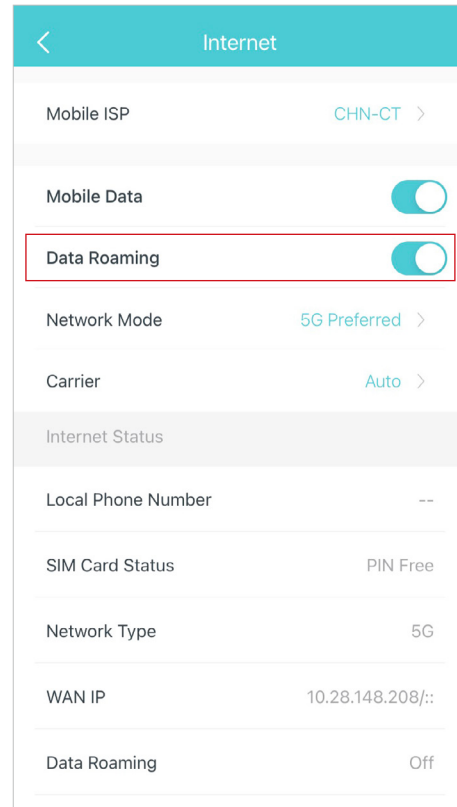 Internet
Mobile ISP CHN-CT
Mobile Data
Data Roaming
Network Mode 5G Preferred
Carrier Auto
Internet Status
Local Phone Number --
SIM Card Status PIN Free
Network Type 5G
WAN IP 10.28.148.208/::
Data Roaming Off